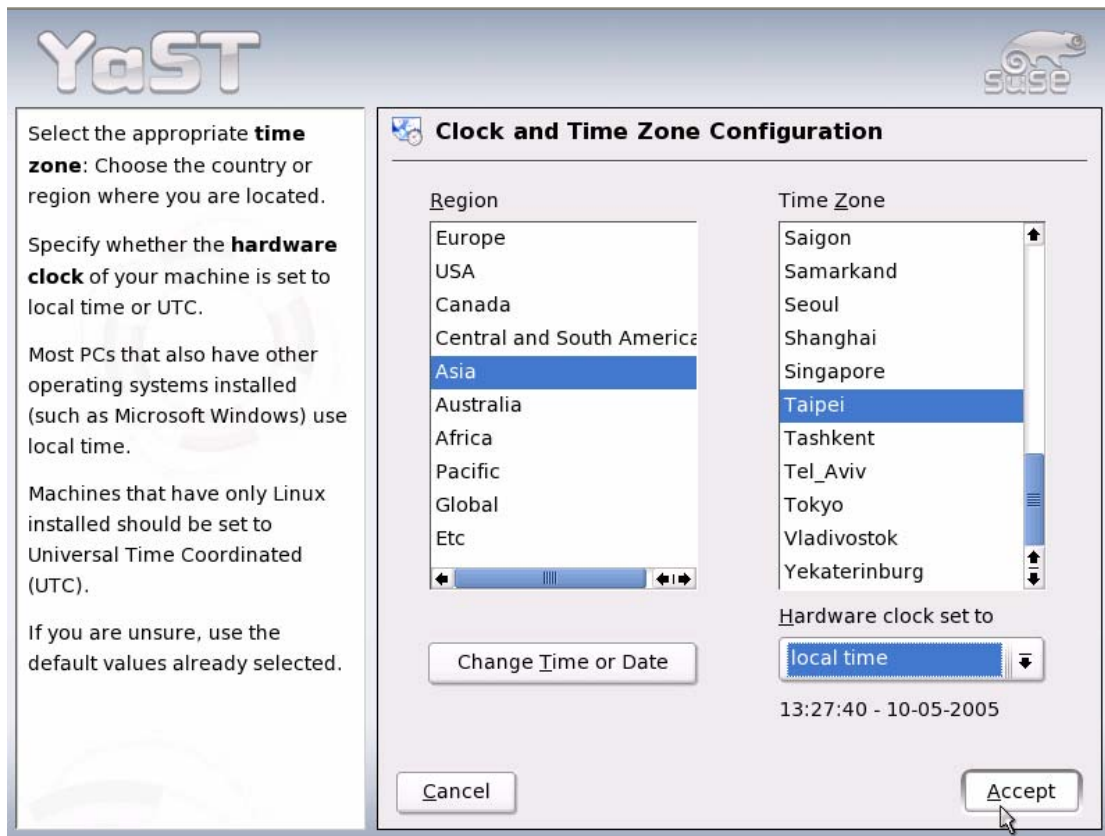 YaST
suse
Select the appropriate time
zone: Choose the country or
region where you are located.
Specify whether the hardware
clock of your machine is set to
local time or UTC.
Most PCs that also have other
operating systems installed
(such as Microsoft Windows) use
local time.
Machines that have only Linux
installed should be set to
Universal Time Coordinated
(UTC).
If you are unsure, use the
default values already selected.
Clock and Time Zone Configuration
Region
Europe
USA
Canada
Central and South America
Asia
Australia
Africa
Pacific
Global
Etc
Change Time or Date
Time Zone
Saigon
Samarkand
Seoul
Shanghai
Singapore
Taipei
Tashkent
Tel_Aviv
Tokyo
Vladivostok
Yekaterinburg
Hardware clock set to
local time
13:27:40 - 10-05-2005
Cancel
Accept